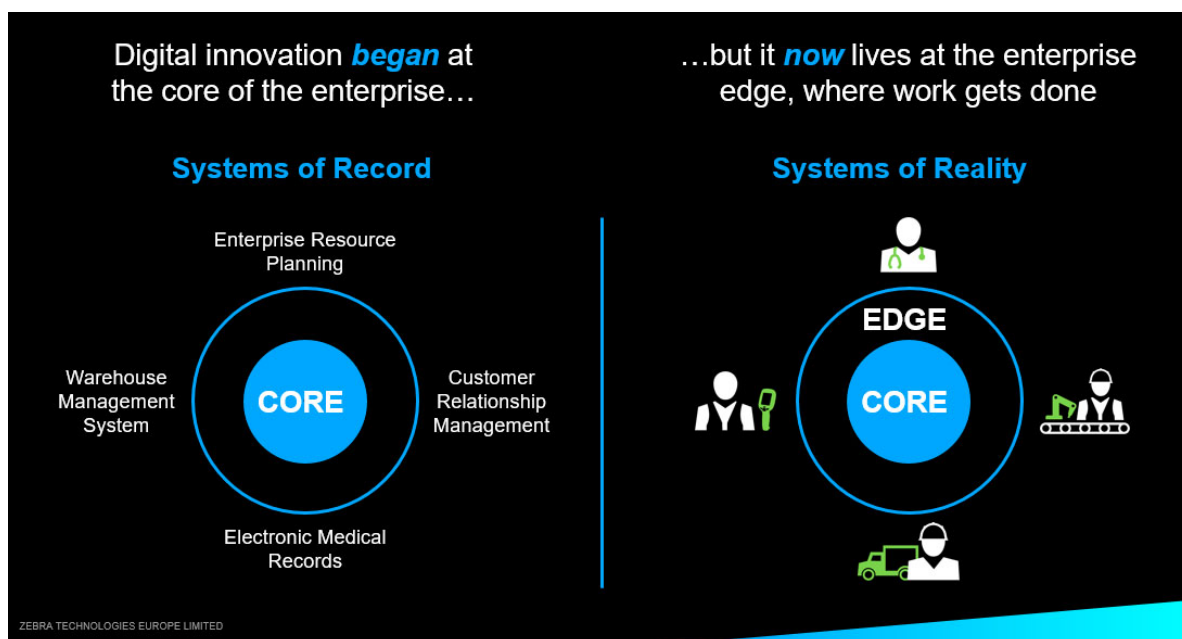 Digital innovation began at
the core of the enterprise…
Systems of Record
Enterprise Resource
Planning
Warehouse
Management
System
CORE
Customer
Relationship
Management
Electronic Medical
Records
…but it now lives at the enterprise
edge, where work gets done
Systems of Reality
EDGE
CORE
ZEBRA TECHNOLOGIES EUROPE LIMITED